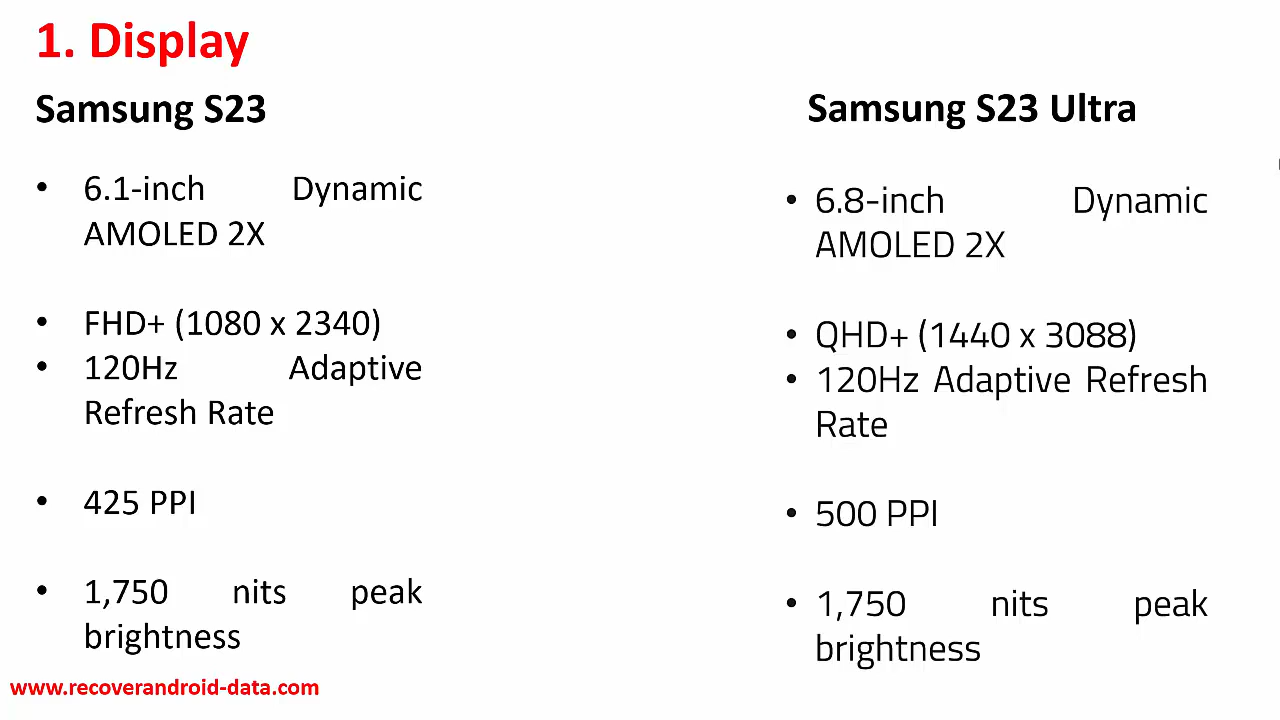 1. Display
Samsung S23
• 6.1-inch Dynamic
AMOLED 2X
• FHD+ (1080 x 2340)
• 120Hz Adaptive
Refresh Rate
• 425 PPI
• 1,750 nits peak
brightness
Samsung S23 Ultra
• 6.8-inch Dynamic
AMOLED 2X
• QHD+ (1440 x 3088)
• 120Hz Adaptive Refresh
Rate
• 500 PPI
• 1,750 nits peak
brightness
www.recoverandroid-data.com